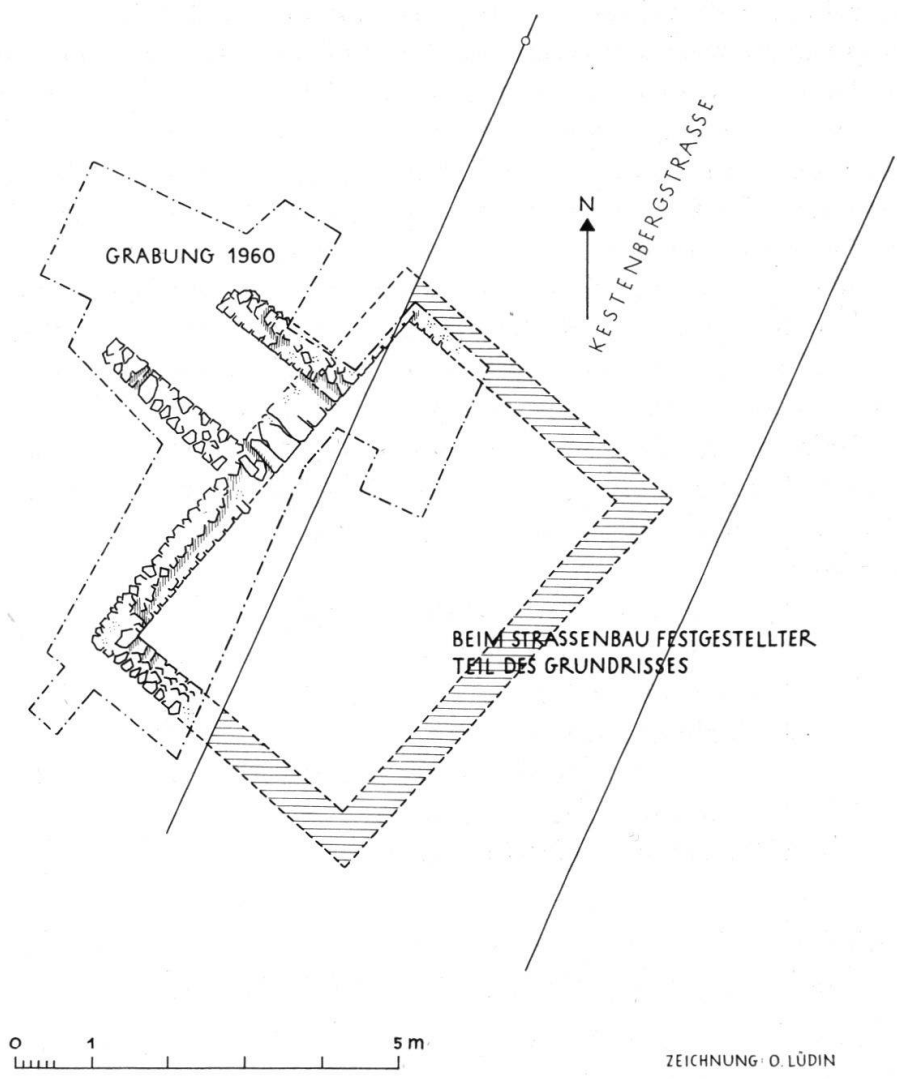 KESTENBERGSTRASSE
N
GRABUNG 1960
BEIM STRASSENBAU FESTGESTELLTER
TEIL DES GRUNDRISSES
0 1 5 m
ZEICHNUNG: O. LÜDIN